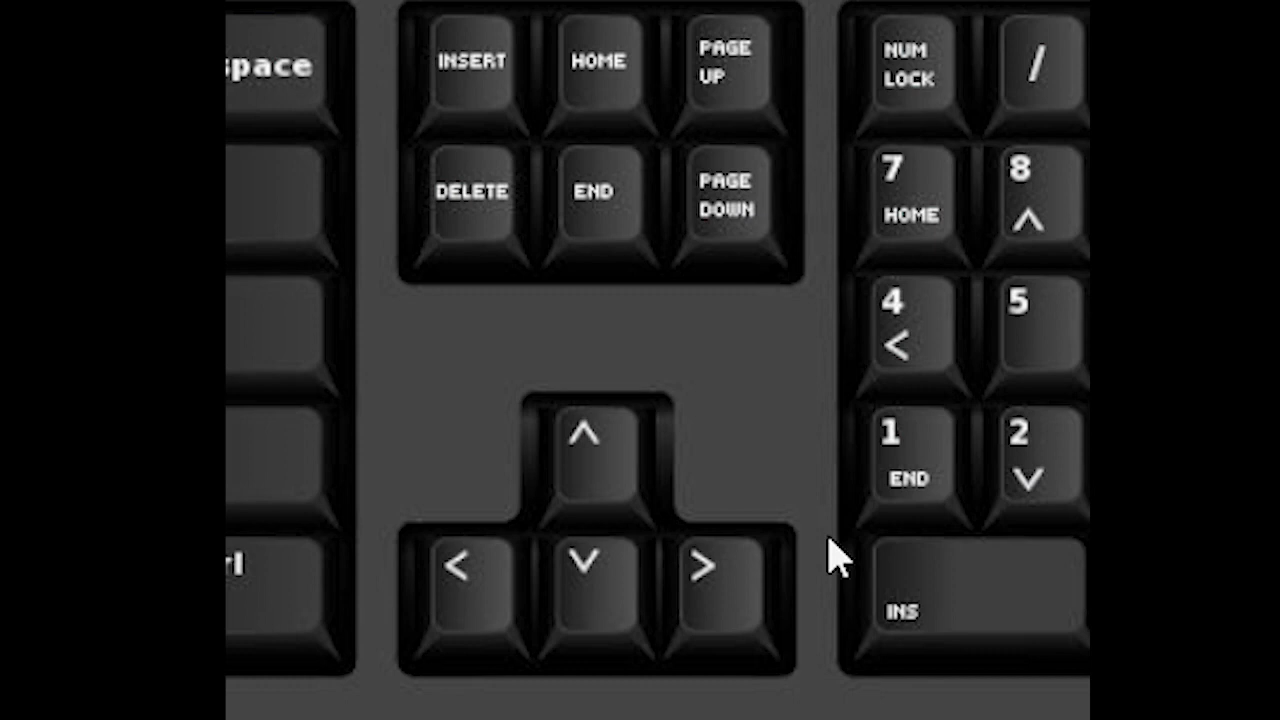 space
INSERT
HOME
PAGE
UP
NUM
LOCK
/
DELETE
END
PAGE
DOWN
7
HOME
8
^
4
<
5
^
1
END
2
<
>
INS